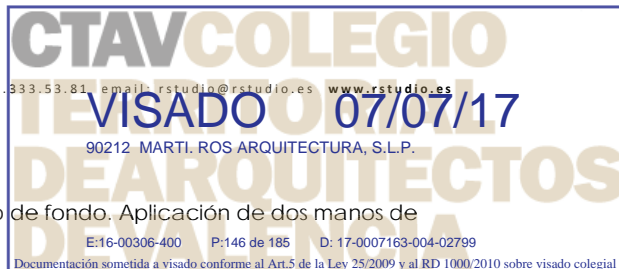 CTAVCOLEGIO
.333.53.81 email: rstudio@rstudio.es www.rstudio.es
TERRITORIAL
VISADO 07/07/17
90212 MARTI. ROS ARQUITECTURA, S.L.P.
DEARQUITECTOS
de fondo. Aplicación de dos manos de
DEVALENCIA
E:16-00306-400 P:146 de 185 D: 17-0007163-004-02799
Documentación sometida a visado conforme al Art.5 de la Ley 25/2009 y al RD 1000/2010 sobre visado colegial